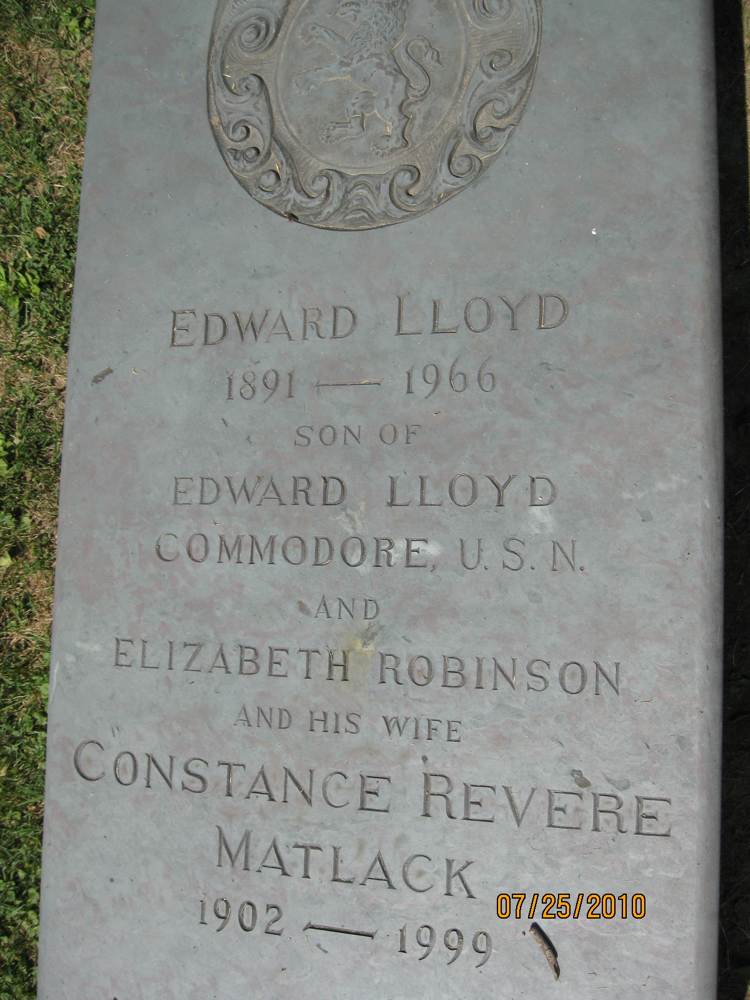 EDWARD LLOYD
1891 — 1966
SON OF
EDWARD LLOYD
COMMODORE, U.S.N.
AND
ELIZABETH ROBINSON
AND HIS WIFE
CONSTANCE REVERE
MATLACK
1902 — 1999
07/25/2010